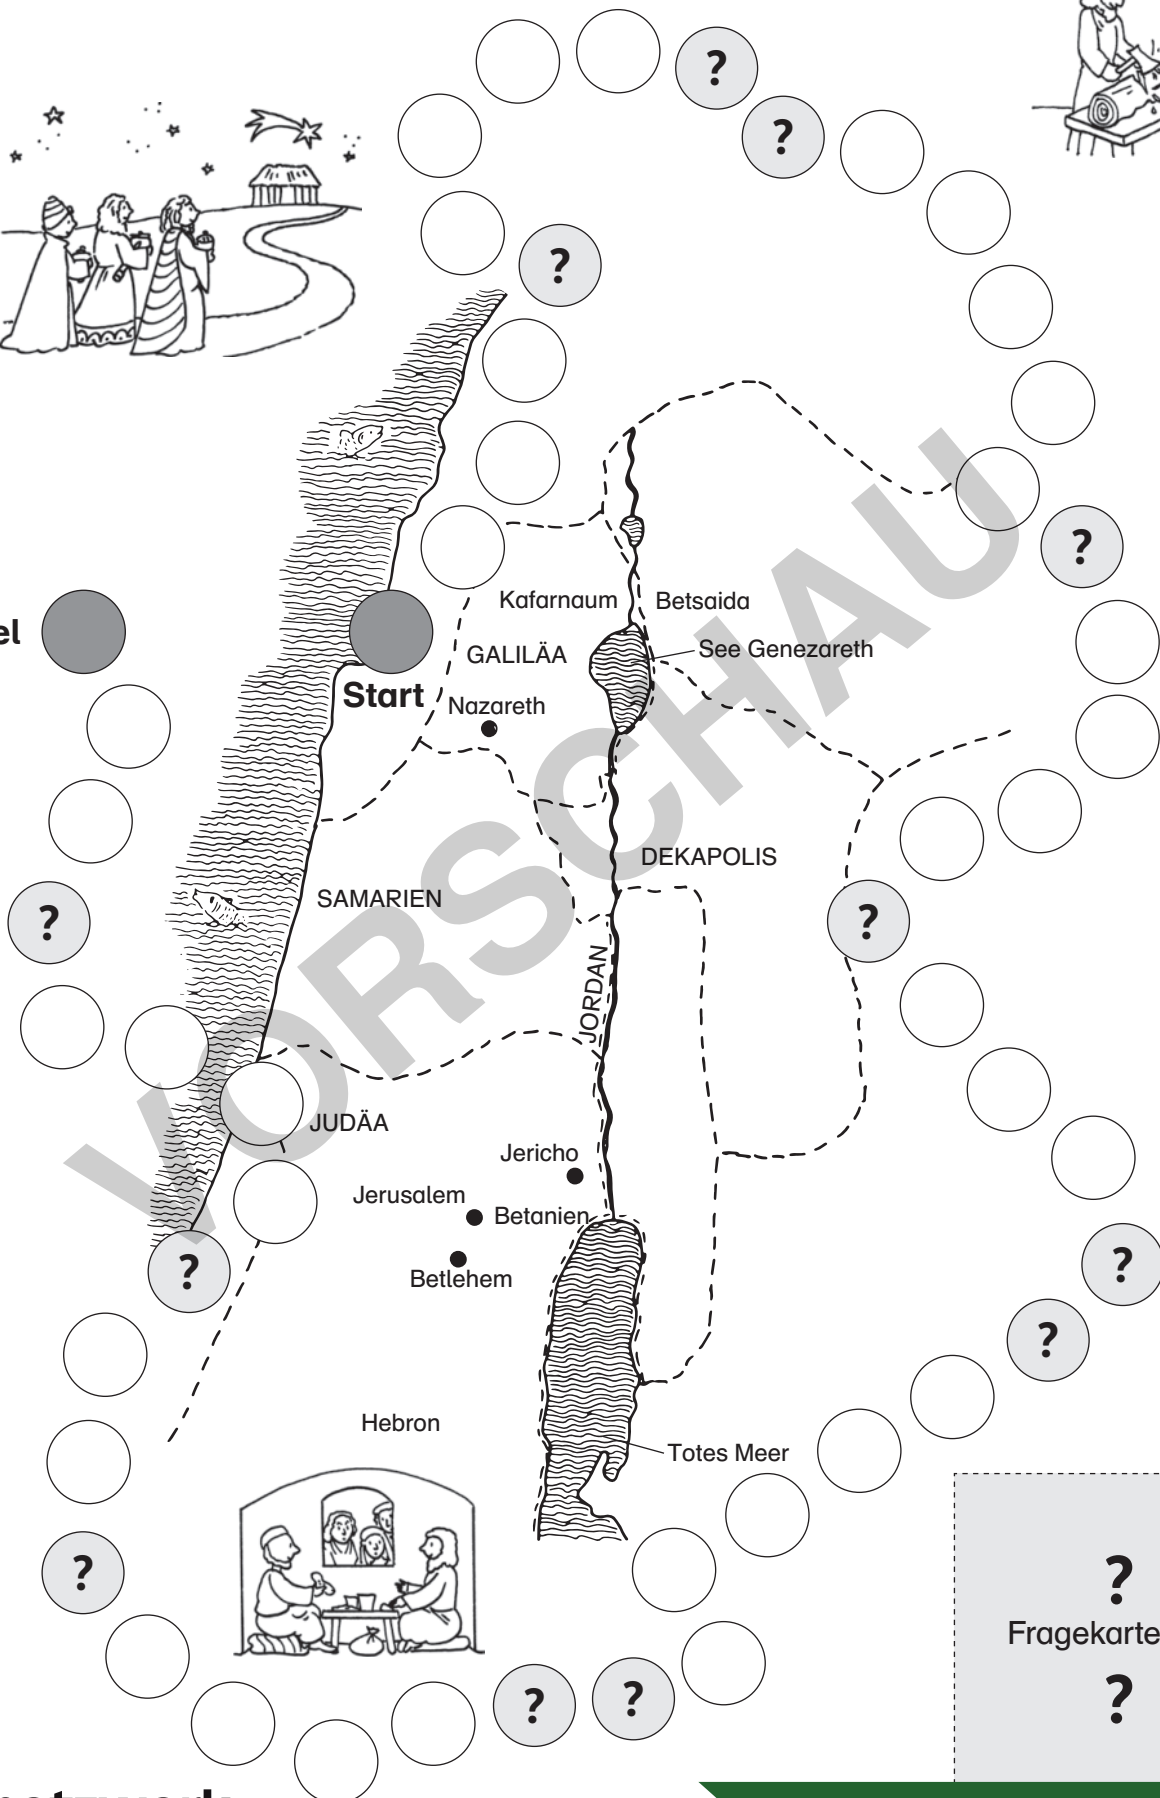 ?
?
?
?
Kafarnaum
Betsaida
el
GALILÄA
See Genezareth
Start
Nazareth
DEKAPOLIS
SAMARIEN
?
?
JORDAN
VORSCHAU
JUDÄA
Jericho
Jerusalem
Betanien
?
?
Betlehem
?
Hebron
Totes Meer
?
?
Fragekarte
?
?
?